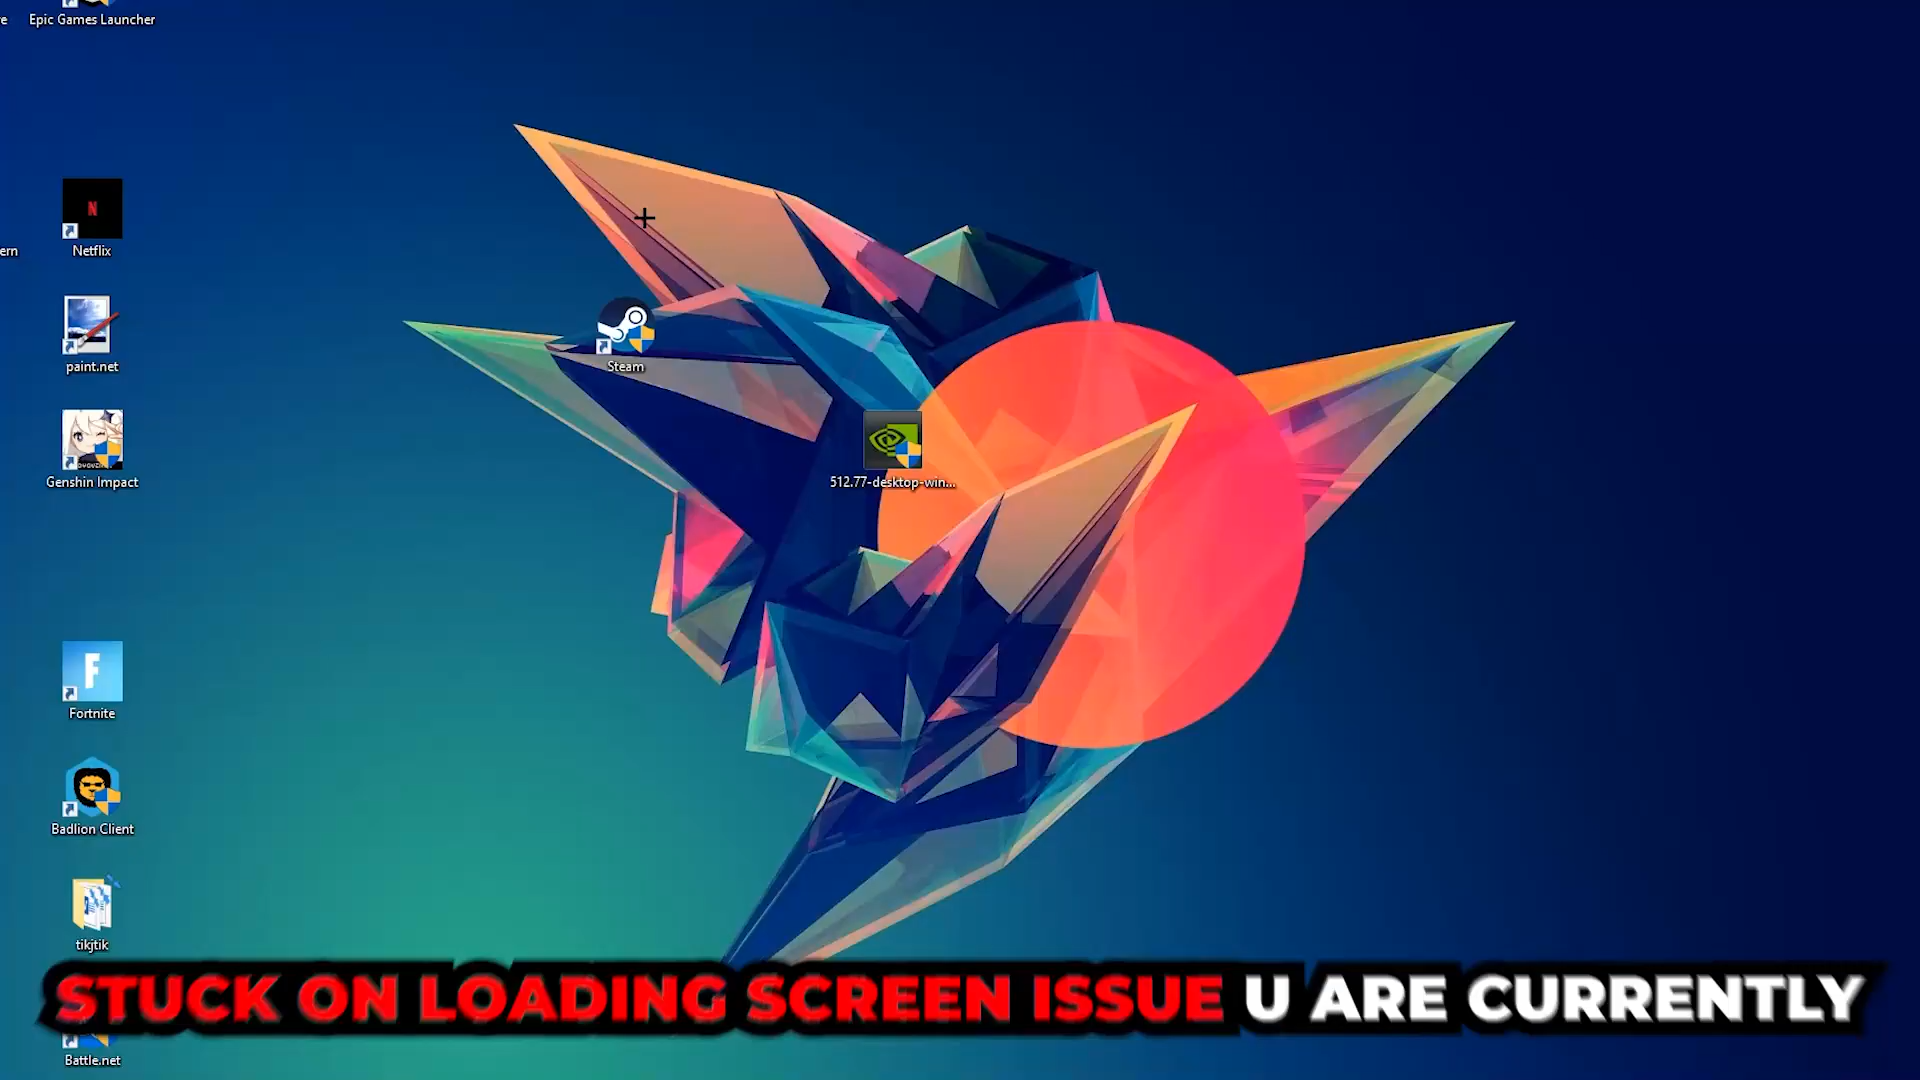 Epic Games Launcher
Netflix
ern
paint.net
Steam
Genshin Impact
512.77-desktop-win...
F
Fortnite
Badlion Client
tikjtik
STUCK ON LOADING SCREEN ISSUE U ARE CURRENTLY
Battle.net